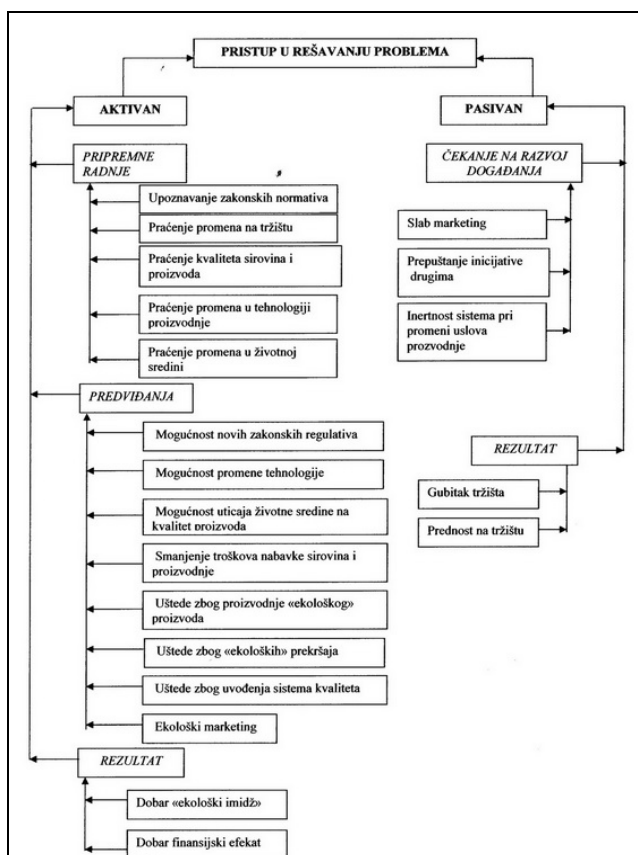 PRISTUP U REŠAVANJU PROBLEMA
AKTIVAN
PASIVAN
PRIPREMNE
RADNJE
Upoznavanje zakonskih normativa
Praćenje promena na tržištu
Praćenje kvaliteta sirovina i
proizvoda
Praćenje promena u tehnologiji
proizvodnje
Praćenje promena u životnoj
sredini
PREDVIĐANJA
Mogućnost novih zakonskih regulativa
Mogućnost promene tehnologije
Mogućnost uticaja životne sredine na
kvalitet proizvoda
Smanjenje troškova nabavke sirovina i
proizvodnje
Uštede zbog proizvodnje «ekološkog»
proizvoda
Uštede zbog «ekoloških» prekršaja
Uštede zbog uvođenja sistema kvaliteta
Ekološki marketing
REZULTAT
Dobar «ekološki imidž»
Dobar finansijski efekat
ČEKANJE NA RAZVOJ
DOGAĐANJA
Slab marketing
Prepuštanje inicijative
drugima
Inertnost sistema pri
promeni uslova
prozvodnje
REZULTAT
Gubitak tržišta
Prednost na tržištu